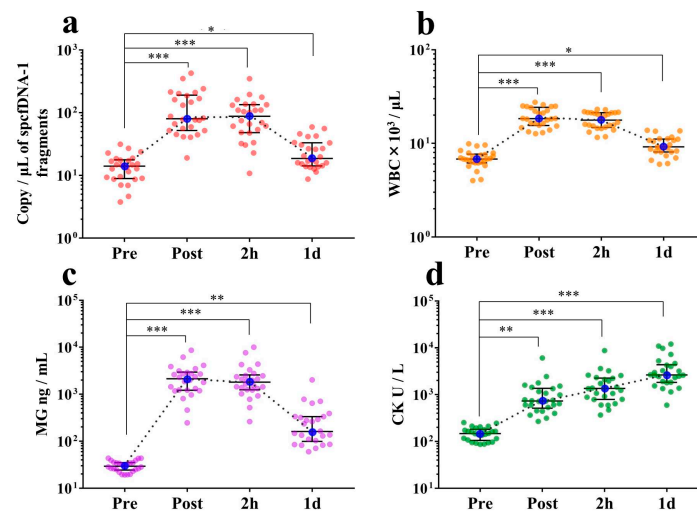 a
*
***
***
Copy / μL of spcfDNA-1
fragments
10³
10²
10¹
10⁰
Pre Post 2h 1d
b
*
***
***
WBC × 10³ / μL
10²
10¹
10⁰
Pre Post 2h 1d
c
**
***
***
MG ng / mL
10⁵
10⁴
10³
10²
10¹
Pre Post 2h 1d
d
***
***
**
CK U / L
10⁵
10⁴
10³
10²
10¹
Pre Post 2h 1d